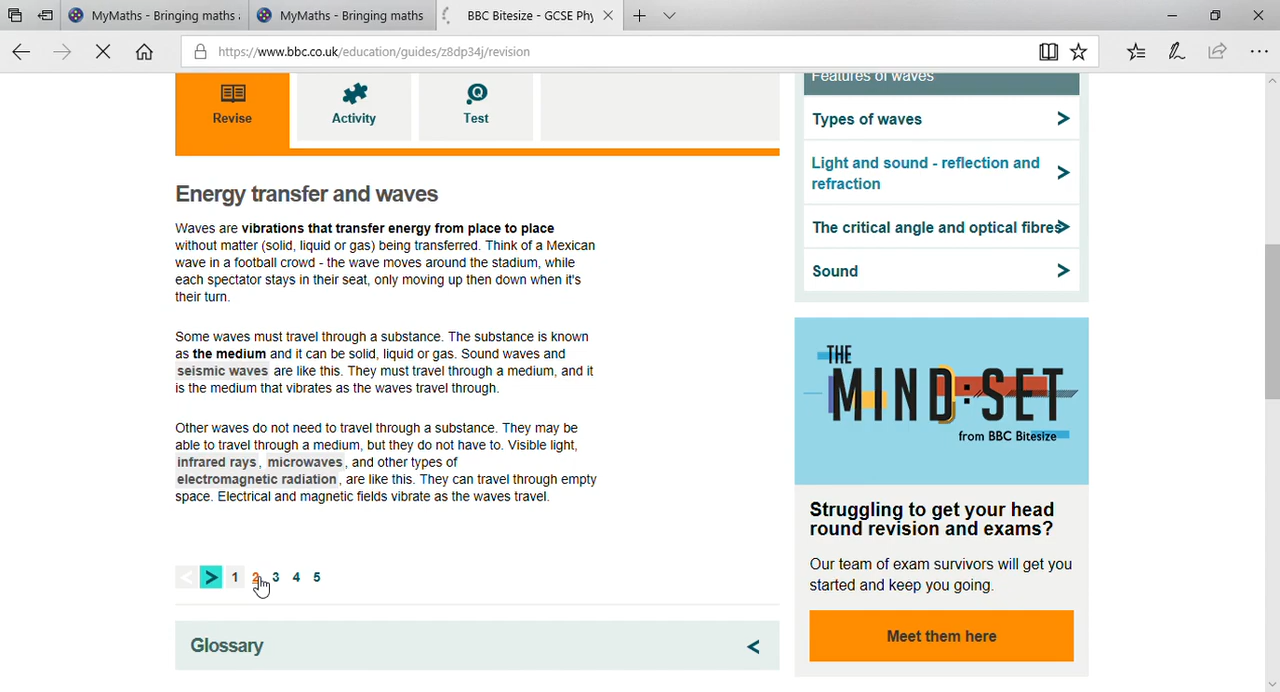 MyMaths - Bringing maths
MyMaths - Bringing maths
BBC Bitesize - GCSE Phy
https://www.bbc.co.uk/education/guides/z8dp34j/revision
Revise
Activity
Test
Features of waves
Types of waves
Light and sound - reflection and
refraction
The critical angle and optical fibres
Sound
Energy transfer and waves
Waves are vibrations that transfer energy from place to place
without matter (solid, liquid or gas) being transferred. Think of a Mexican
wave in a football crowd - the wave moves around the stadium, while
each spectator stays in their seat, only moving up then down when it's
their turn.
Some waves must travel through a substance. The substance is known
as the medium and it can be solid, liquid or gas. Sound waves and
seismic waves are like this. They must travel through a medium, and it
is the medium that vibrates as the waves travel through.
Other waves do not need to travel through a substance. They may be
able to travel through a medium, but they do not have to. Visible light,
infrared rays, microwaves, and other types of
electromagnetic radiation, are like this. They can travel through empty
space. Electrical and magnetic fields vibrate as the waves travel.
< > 1 2 3 4 5
Glossary
THE
MIND:SET
from BBC Bitesize
Struggling to get your head
round revision and exams?
Our team of exam survivors will get you
started and keep you going.
Meet them here